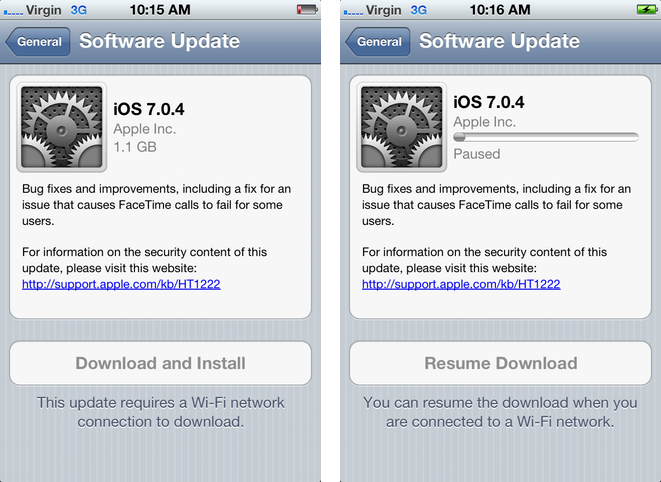 Virgin 3G 10:15 AM
General Software Update
iOS 7.0.4
Apple Inc.
1.1 GB
Bug fixes and improvements, including a fix for an
issue that causes FaceTime calls to fail for some
users.
For information on the security content of this
update, please visit this website:
http://support.apple.com/kb/HT1222
Download and Install
This update requires a Wi-Fi network
connection to download.
Virgin 3G 10:16 AM
General Software Update
iOS 7.0.4
Apple Inc.
Paused
Bug fixes and improvements, including a fix for an
issue that causes FaceTime calls to fail for some
users.
For information on the security content of this
update, please visit this website:
http://support.apple.com/kb/HT1222
Resume Download
You can resume the download when you
are connected to a Wi-Fi network.